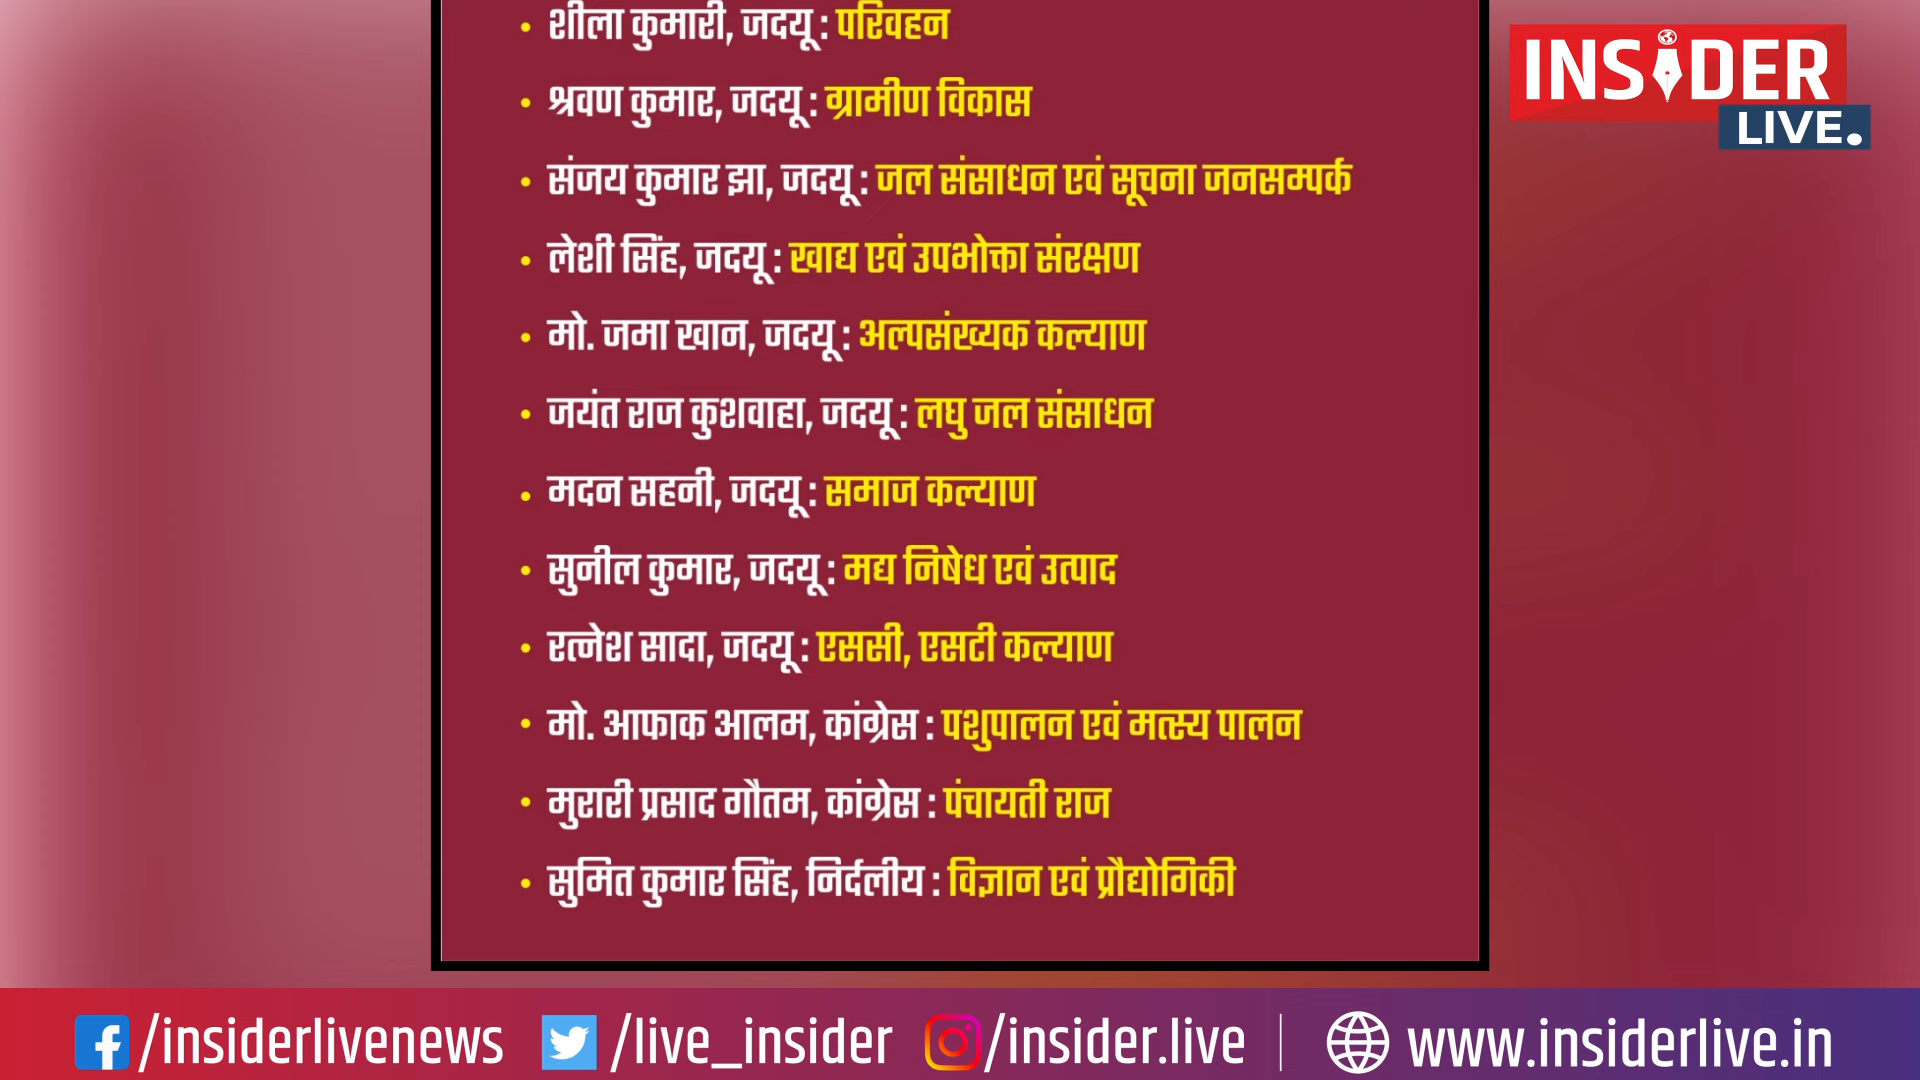 • शीला कुमारी, जदयू : परिवहन
• श्रवण कुमार, जदयू : ग्रामीण विकास
• संजय कुमार झा, जदयू : जल संसाधन एवं सूचना जनसम्पर्क
• लेशी सिंह, जदयू : खाद्य एवं उपभोक्ता संरक्षण
• मो. जमा खान, जदयू : अल्पसंख्यक कल्याण
• जयंत राज कुशवाहा, जदयू : लघु जल संसाधन
• मदन सहनी, जदयू : समाज कल्याण
• सुनील कुमार, जदयू : मद्य निषेध एवं उत्पाद
• रत्नेश सादा, जदयू : एससी, एसटी कल्याण
• मो. आफाक आलम, कांग्रेस : पशुपालन एवं मत्स्य पालन
• मुरारी प्रसाद गौतम, कांग्रेस : पंचायती राज
• सुमित कुमार सिंह, निर्दलीय : विज्ञान एवं प्रौद्योगिकी
INSIDER
LIVE.
/insiderlivenews /live_insider /insider.live | www.insiderlive.in